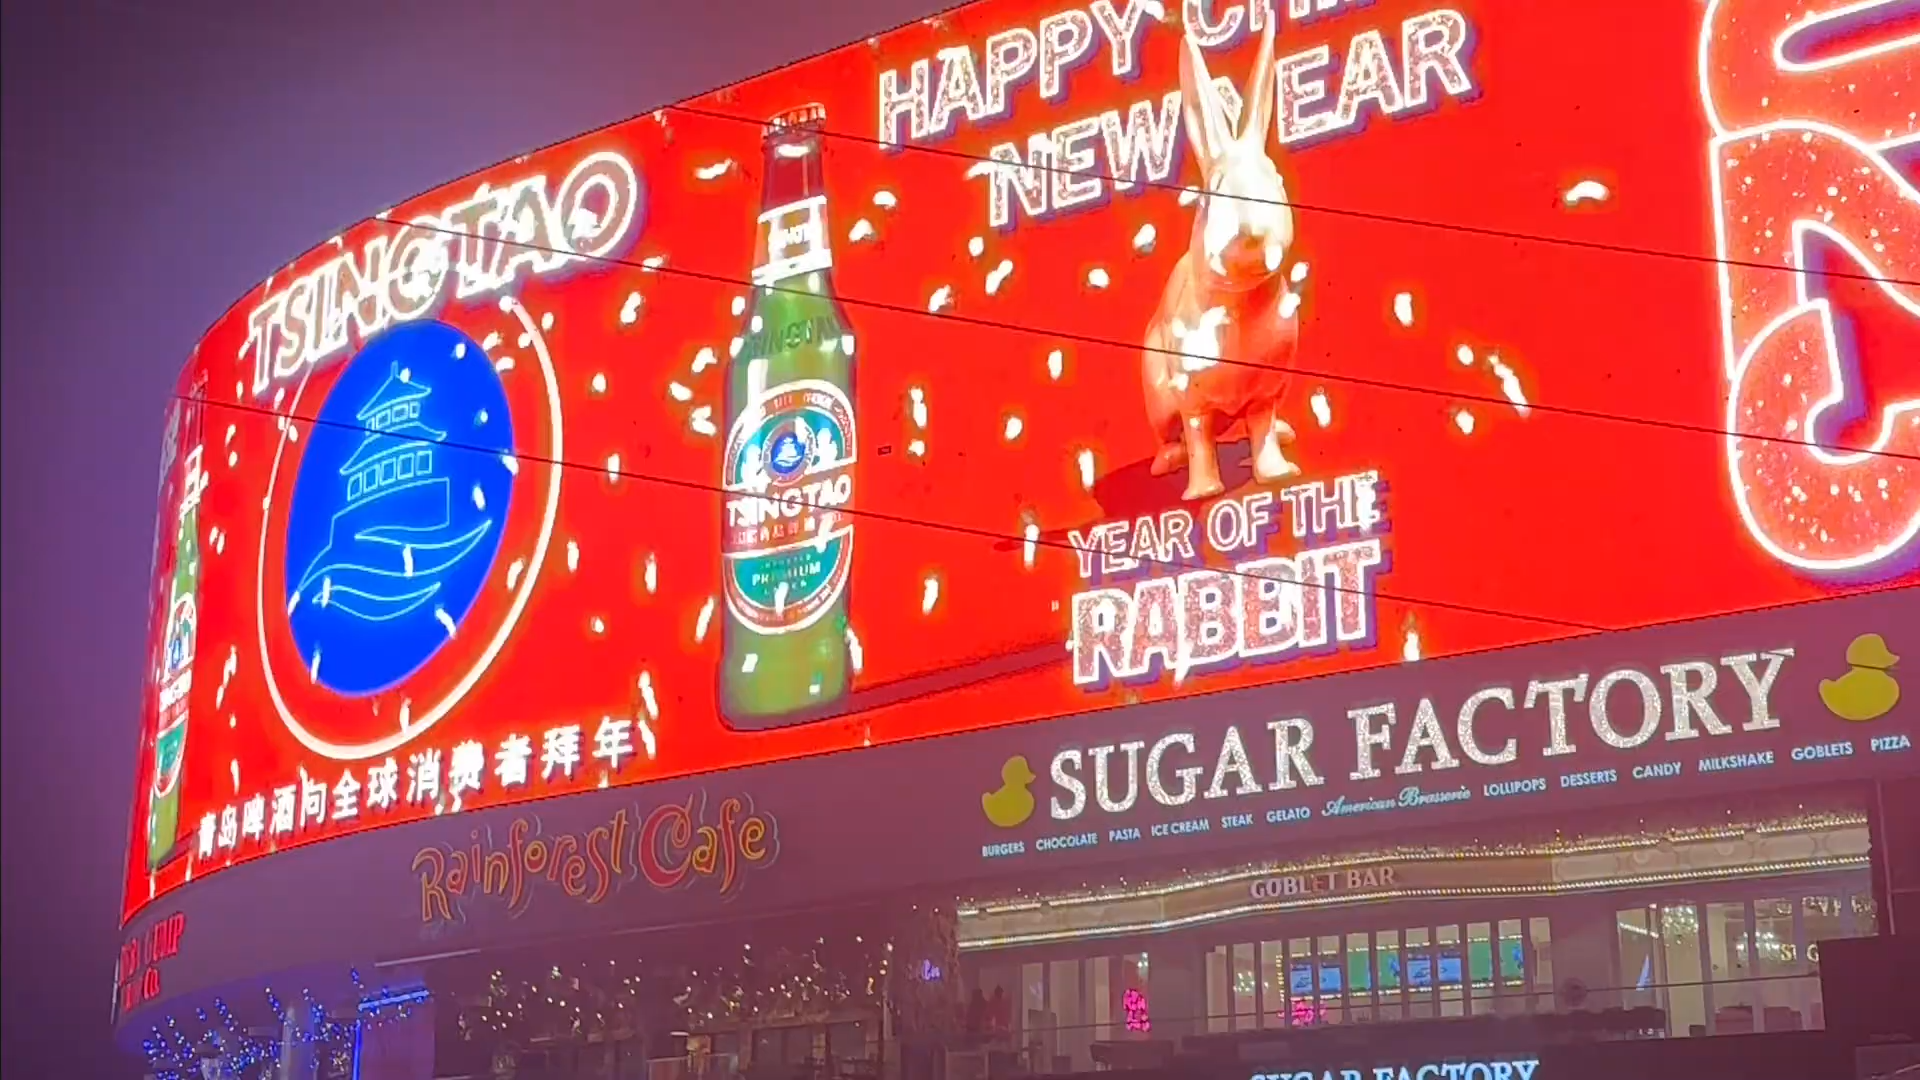 TSINGTAO
HAPPY
NEW YEAR
TSINGTAO
TSINGTAO
PREMIUM
YEAR OF THE
RABBIT
青岛啤酒向全球消费者拜年
Rainforest Cafe
SUGAR FACTORY
BURGERS CHOCOLATE PASTA ICE CREAM STEAK GELATO American Brasserie LOLLIPOPS DESSERTS CANDY MILKSHAKE GOBLETS PIZZA
GOBLET BAR
SUGAR FACTORY